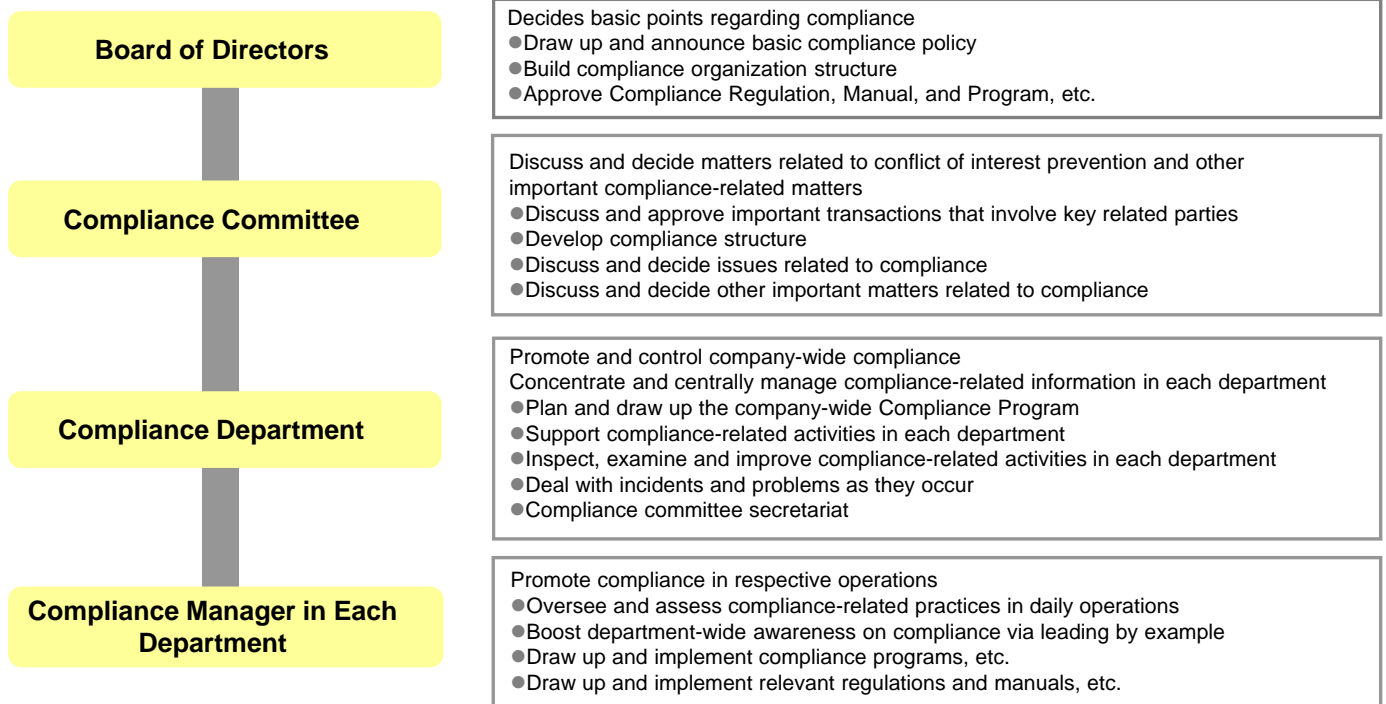 Board of Directors
Decides basic points regarding compliance
●Draw up and announce basic compliance policy
●Build compliance organization structure
●Approve Compliance Regulation, Manual, and Program, etc.
Compliance Committee
Discuss and decide matters related to conflict of interest prevention and other
important compliance-related matters
●Discuss and approve important transactions that involve key related parties
●Develop compliance structure
●Discuss and decide issues related to compliance
●Discuss and decide other important matters related to compliance
Compliance Department
Promote and control company-wide compliance
Concentrate and centrally manage compliance-related information in each department
●Plan and draw up the company-wide Compliance Program
●Support compliance-related activities in each department
●Inspect, examine and improve compliance-related activities in each department
●Deal with incidents and problems as they occur
●Compliance committee secretariat
Compliance Manager in Each
Department
Promote compliance in respective operations
●Oversee and assess compliance-related practices in daily operations
●Boost department-wide awareness on compliance via leading by example
●Draw up and implement compliance programs, etc.
●Draw up and implement relevant regulations and manuals, etc.